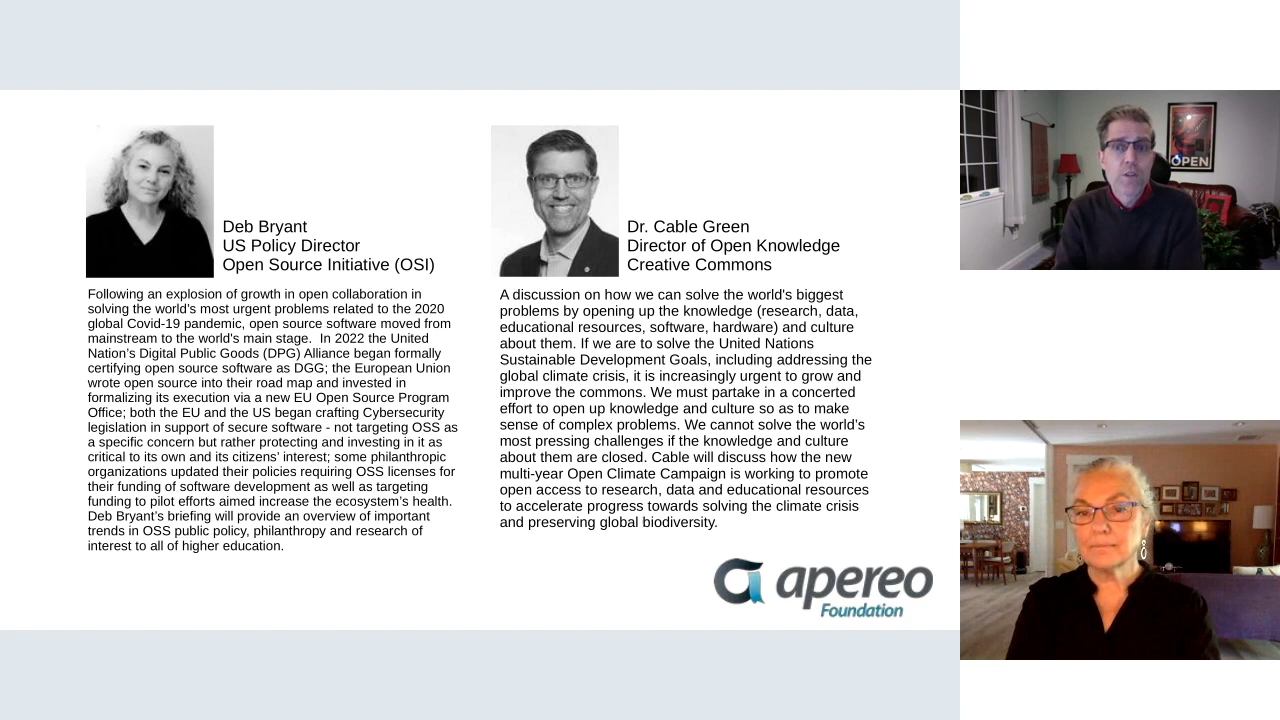 Deb Bryant
US Policy Director
Open Source Initiative (OSI)
Following an explosion of growth in open collaboration in
solving the world’s most urgent problems related to the 2020
global Covid-19 pandemic, open source software moved from
mainstream to the world's main stage.  In 2022 the United
Nation’s Digital Public Goods (DPG) Alliance began formally
certifying open source software as DGG; the European Union
wrote open source into their road map and invested in
formalizing its execution via a new EU Open Source Program
Office; both the EU and the US began crafting Cybersecurity
legislation in support of secure software - not targeting OSS as
a specific concern but rather protecting and investing in it as
critical to its own and its citizens’ interest; some philanthropic
organizations updated their policies requiring OSS licenses for
their funding of software development as well as targeting
funding to pilot efforts aimed increase the ecosystem’s health.
Deb Bryant’s briefing will provide an overview of important
trends in OSS public policy, philanthropy and research of
interest to all of higher education.
Dr. Cable Green
Director of Open Knowledge
Creative Commons
A discussion on how we can solve the world's biggest
problems by opening up the knowledge (research, data,
educational resources, software, hardware) and culture
about them. If we are to solve the United Nations
Sustainable Development Goals, including addressing the
global climate crisis, it is increasingly urgent to grow and
improve the commons. We must partake in a concerted
effort to open up knowledge and culture so as to make
sense of complex problems. We cannot solve the world’s
most pressing challenges if the knowledge and culture
about them are closed. Cable will discuss how the new
multi-year Open Climate Campaign is working to promote
open access to research, data and educational resources
to accelerate progress towards solving the climate crisis
and preserving global biodiversity.
apereo
Foundation
OPEN